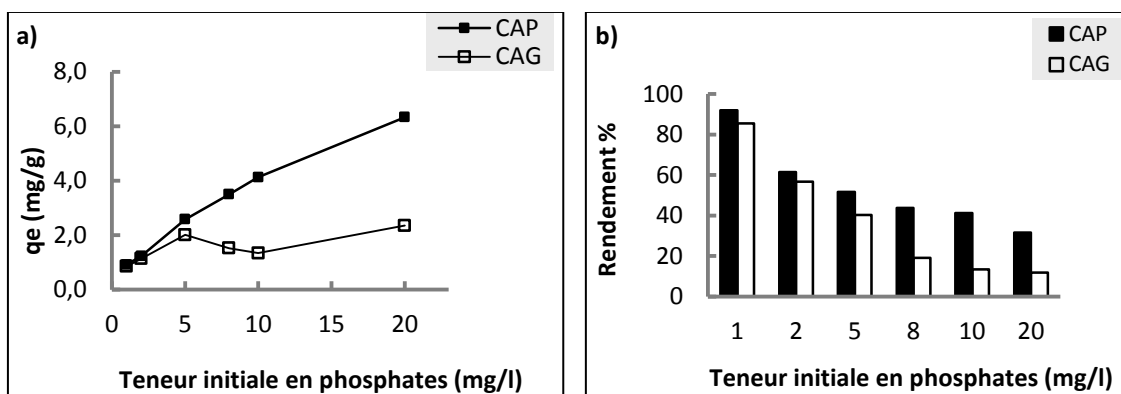 a)
CAP
CAG
8,0
6,0
4,0
2,0
0,0
qe (mg/g)
0 5 10 15 20
Teneur initiale en phosphates (mg/l)
b)
CAP
CAG
100
80
60
40
20
0
Rendement %
1 2 5 8 10 20
Teneur initiale en phosphates (mg/l)